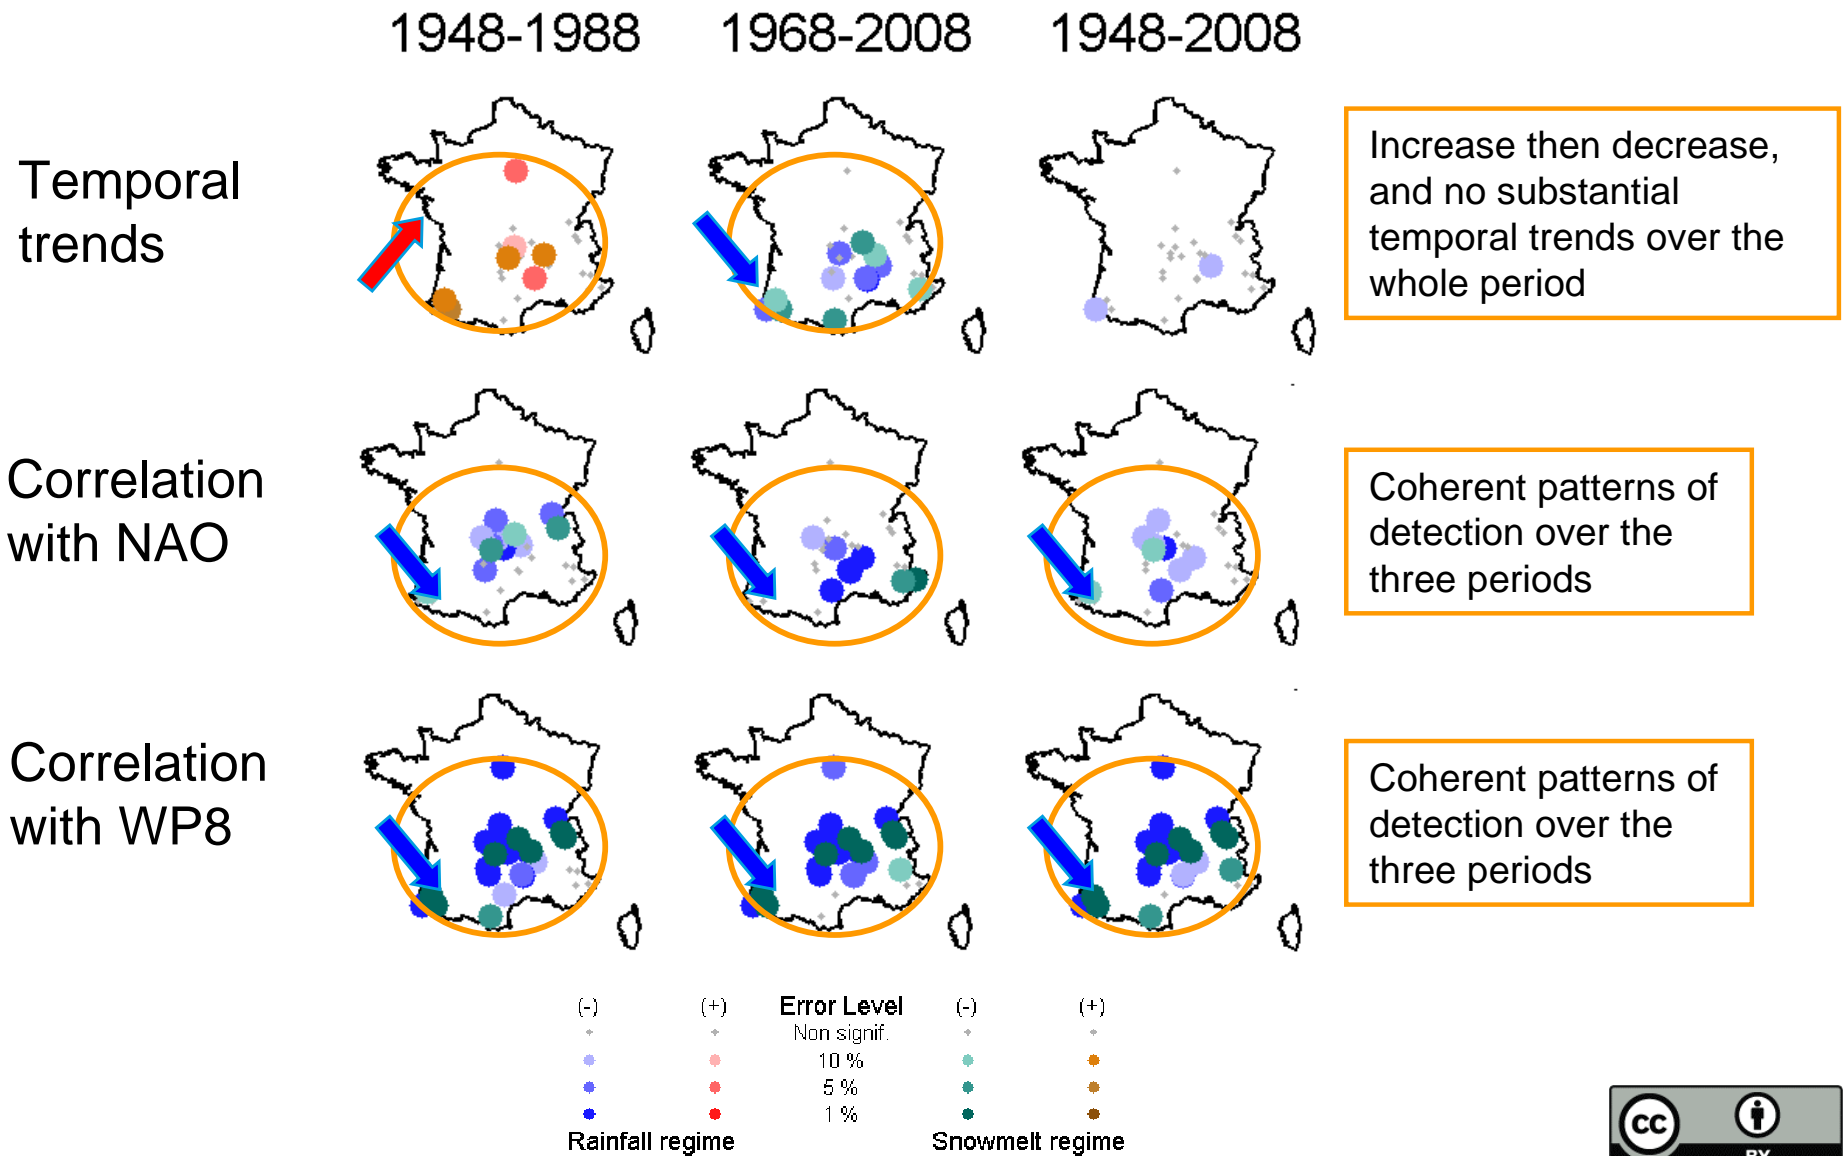 1948-1988 1968-2008 1948-2008
Temporal
trends
Increase then decrease,
and no substantial
temporal trends over the
whole period
Correlation
with NAO
Coherent patterns of
detection over the
three periods
Correlation
with WP8
Coherent patterns of
detection over the
three periods
(-) (+) Error Level (-) (+)
Non signif.
10 %
5 %
1 %
Rainfall regime Snowmelt regime
cc
BY